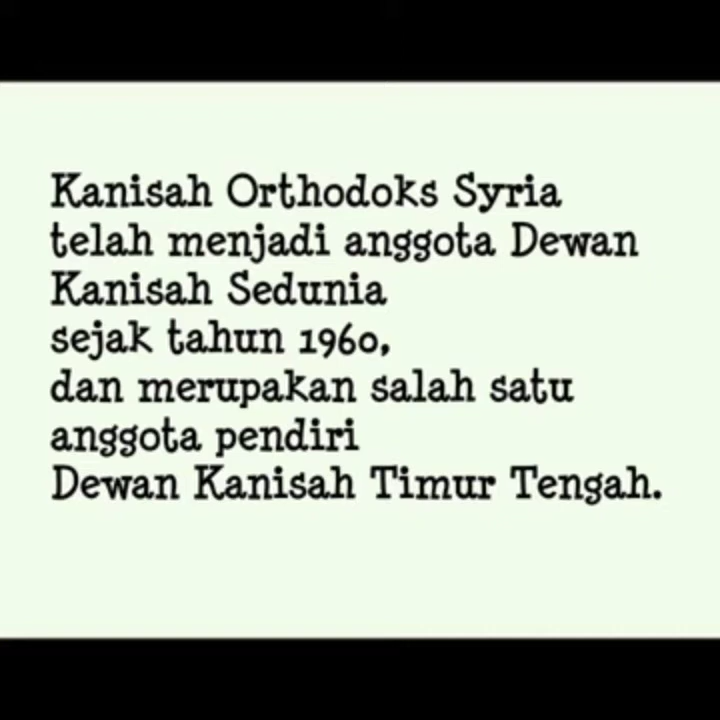 Kanisah Orthodoks Syria
telah menjadi anggota Dewan
Kanisah Sedunia
sejak tahun 1960,
dan merupakan salah satu
anggota pendiri
Dewan Kanisah Timur Tengah.